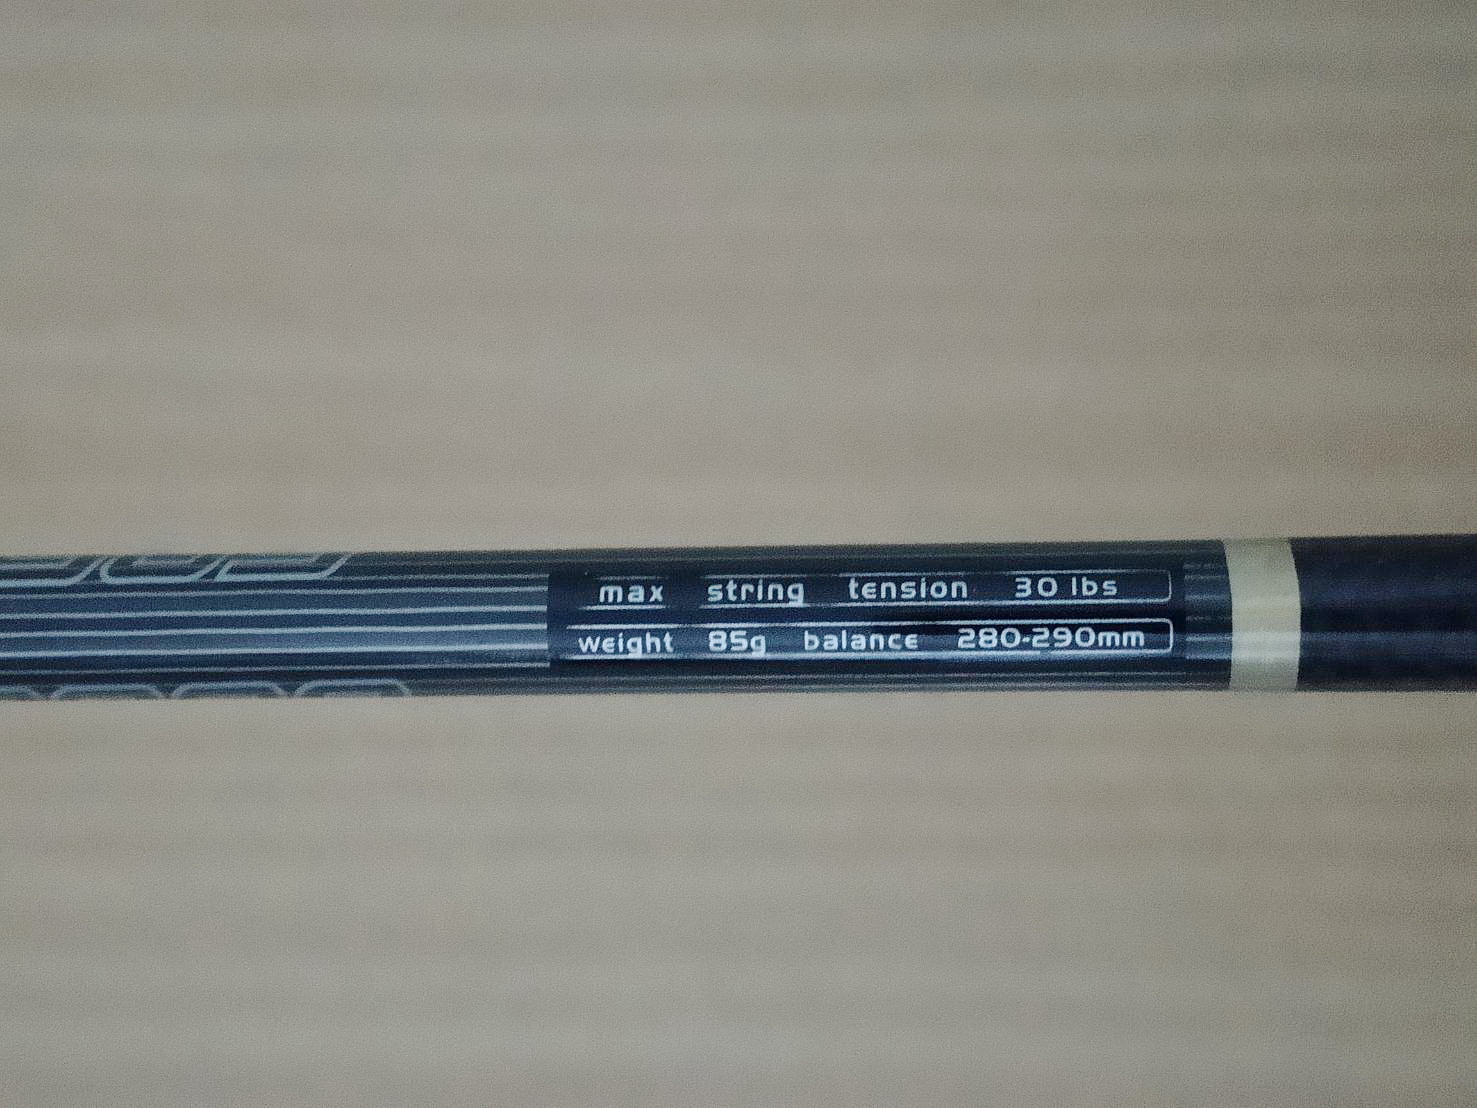 max string tension 30 lbs
weight 85g balance 280-290mm